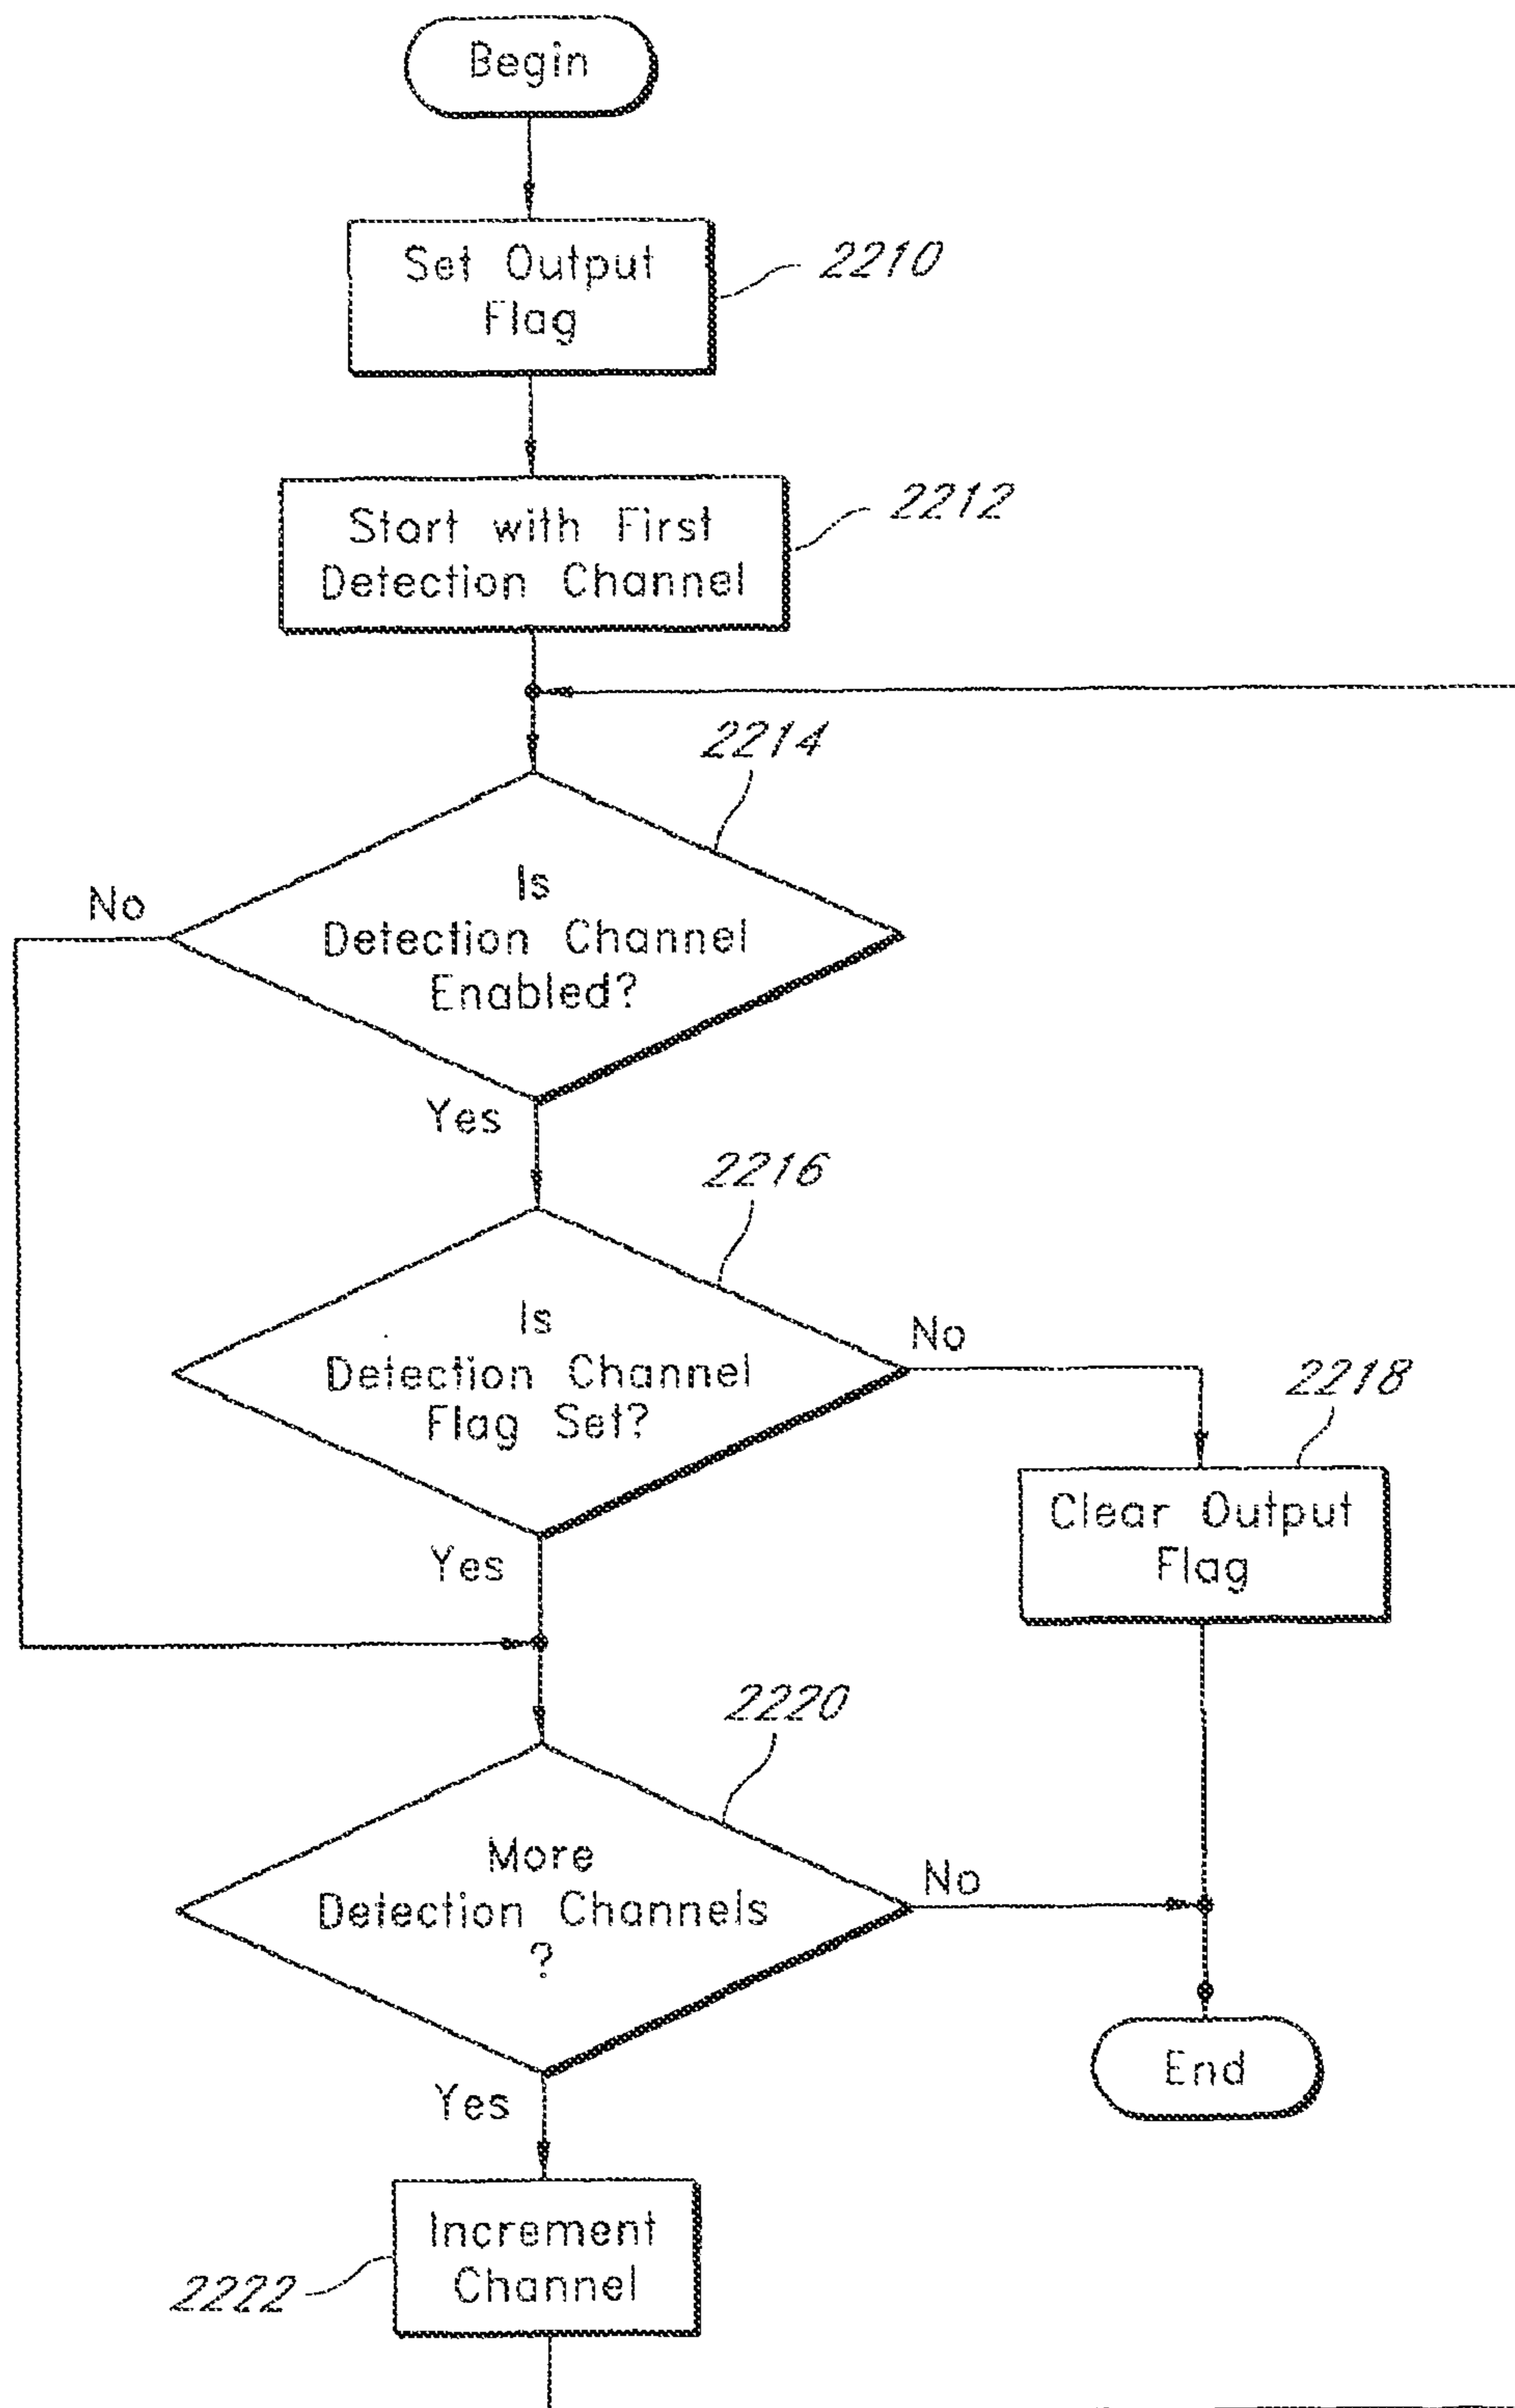 Begin
Set Output
Flag
2210
Start with First
Detection Channel
2212
2214
Is
Detection Channel
Enabled?
No
Yes
2216
Is
Detection Channel
Flag Set?
No
Yes
2218
Clear Output
Flag
2220
More
Detection Channels
?
No
Yes
End
Increment
Channel
2222